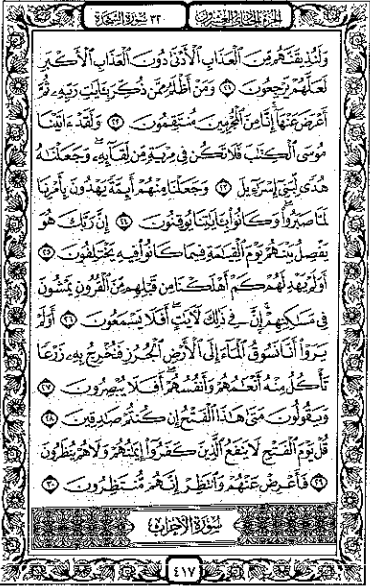 سورة السجدة ٣٢
الجزء الحادي والعشرون
وَلَنُذِيقَنَّهُم مِّنَ ٱلْعَذَابِ ٱلْأَدْنَىٰ دُونَ ٱلْعَذَابِ ٱلْأَكْبَرِ
لَعَلَّهُمْ يَرْجِعُونَ ٢١ وَمَنْ أَظْلَمُ مِمَّن ذُكِّرَ بِـَٔايَٰتِ رَبِّهِۦ ثُمَّ
أَعْرَضَ عَنْهَآ إِنَّا مِنَ ٱلْمُجْرِمِينَ مُنتَقِمُونَ ٢٢ وَلَقَدْ ءَاتَيْنَا
مُوسَى ٱلْكِتَٰبَ فَلَا تَكُن فِى مِرْيَةٍ مِّن لِّقَآئِهِۦ وَجَعَلْنَٰهُ
هُدًى لِّبَنِىٓ إِسْرَٰٓءِيلَ ٢٣ وَجَعَلْنَا مِنْهُمْ أَئِمَّةً يَهْدُونَ بِأَمْرِنَا
لَمَّا صَبَرُوا۟ وَكَانُوا۟ بِـَٔايَٰتِنَا يُوقِنُونَ ٢٤ إِنَّ رَبَّكَ هُوَ
يَفْصِلُ بَيْنَهُمْ يَوْمَ ٱلْقِيَٰمَةِ فِيمَا كَانُوا۟ فِيهِ يَخْتَلِفُونَ ٢٥
أَوَلَمْ يَهْدِ لَهُمْ كَمْ أَهْلَكْنَا مِن قَبْلِهِم مِّنَ ٱلْقُرُونِ يَمْشُونَ
فِى مَسَٰكِنِهِمْ إِنَّ فِى ذَٰلِكَ لَءَايَٰتٍ أَفَلَا يَسْمَعُونَ ٢٦ أَوَلَمْ
يَرَوْا۟ أَنَّا نَسُوقُ ٱلْمَآءَ إِلَى ٱلْأَرْضِ ٱلْجُرُزِ فَنُخْرِجُ بِهِۦ زَرْعًا
تَأْكُلُ مِنْهُ أَنْعَٰمُهُمْ وَأَنفُسُهُمْ أَفَلَا يُبْصِرُونَ ٢٧
وَيَقُولُونَ مَتَىٰ هَٰذَا ٱلْفَتْحُ إِن كُنتُمْ صَٰدِقِينَ ٢٨
قُلْ يَوْمَ ٱلْفَتْحِ لَا يَنفَعُ ٱلَّذِينَ كَفَرُوٓا۟ إِيمَٰنُهُمْ وَلَا هُمْ يُنظَرُونَ
٢٩ فَأَعْرِضْ عَنْهُمْ وَٱنتَظِرْ إِنَّهُم مُّنتَظِرُونَ ٣٠
سُورَةُ الأَحْزَابِ
٤١٧